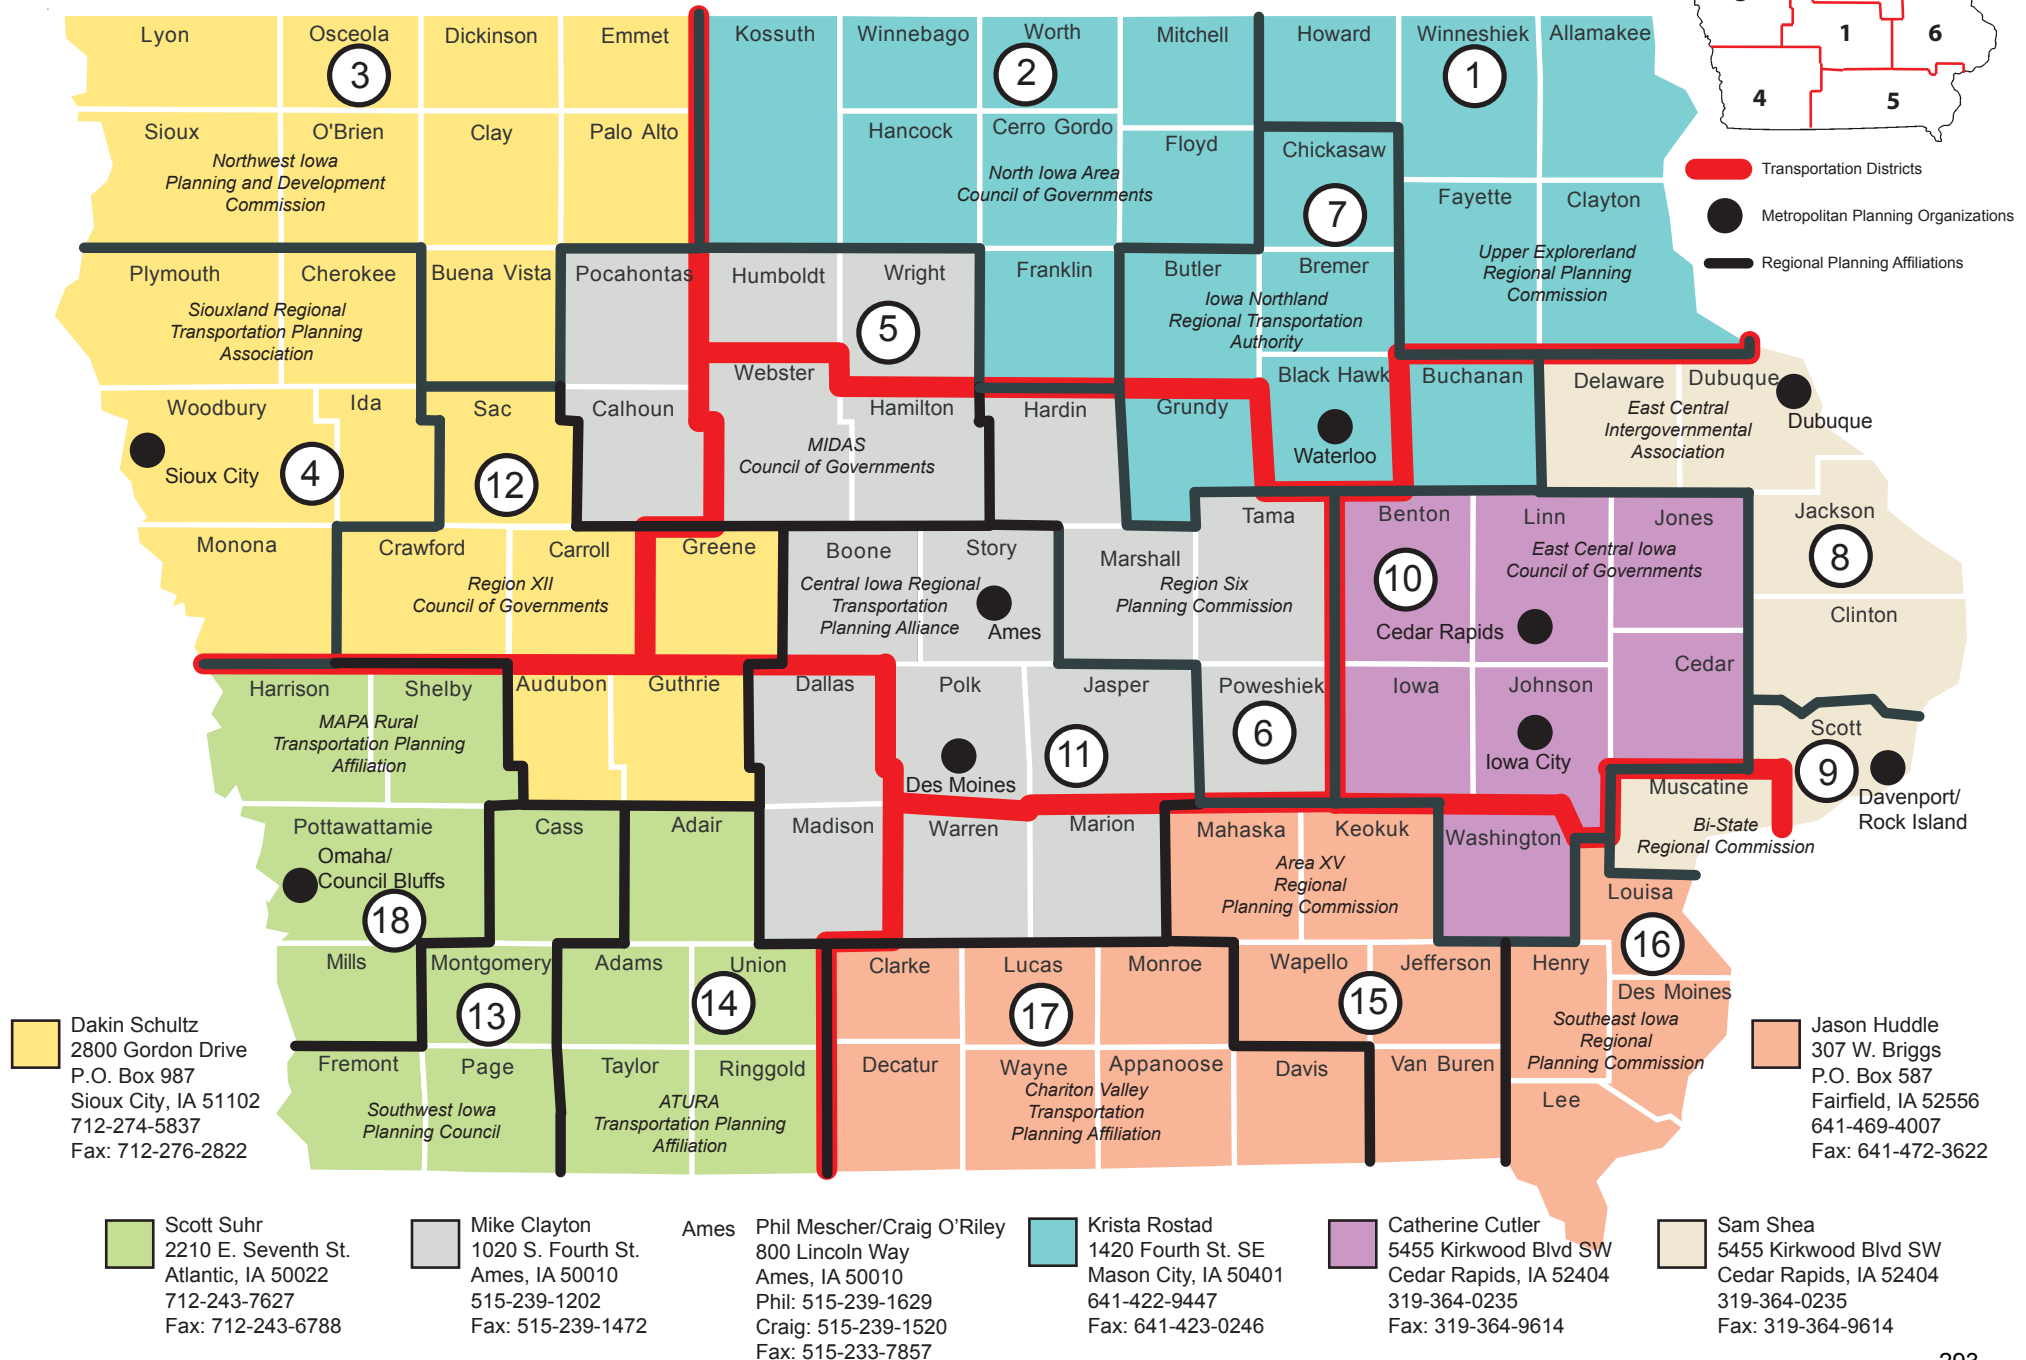 Lyon
Osceola
Dickinson
Emmet
Kossuth
Winnebago
Worth
Mitchell
Howard
Winneshiek
Allamakee
3
2
1
1
6
4
5
Sioux
O'Brien
Clay
Palo Alto
Hancock
Cerro Gordo
Floyd
Chickasaw
Northwest Iowa
Planning and Development
Commission
North Iowa Area
Council of Governments
7
Fayette
Clayton
Upper Explorerland
Regional Planning
Commission
Transportation Districts
Metropolitan Planning Organizations
Regional Planning Affiliations
Plymouth
Cherokee
Buena Vista
Pocahontas
Humboldt
Wright
Franklin
Butler
Bremer
Siouxland Regional
Transportation Planning
Association
5
Iowa Northland
Regional Transportation
Authority
Woodbury
Ida
Sac
Calhoun
Webster
Hamilton
Hardin
Grundy
Black Hawk
Buchanan
Delaware
Dubuque
Sioux City
4
12
MIDAS
Council of Governments
Waterloo
East Central
Intergovernmental
Association
Dubuque
Monona
Crawford
Carroll
Greene
Boone
Story
Marshall
Tama
Benton
Linn
Jones
Jackson
Region XII
Council of Governments
Central Iowa Regional
Transportation
Planning Alliance
Ames
Region Six
Planning Commission
10
East Central Iowa
Council of Governments
Cedar Rapids
8
Clinton
Cedar
Harrison
Shelby
Audubon
Guthrie
Dallas
Polk
Jasper
Poweshiek
Iowa
Johnson
MAPA Rural
Transportation Planning
Affiliation
Des Moines
11
6
Iowa City
Scott
9
Davenport/
Rock Island
Muscatine
Bi-State
Regional Commission
Pottawattamie
Omaha/
Council Bluffs
18
Cass
Adair
Madison
Warren
Marion
Mahaska
Keokuk
Washington
Area XV
Regional
Planning Commission
Louisa
16
Mills
Montgomery
Adams
Union
Clarke
Lucas
Monroe
Wapello
Jefferson
Henry
Des Moines
13
14
17
15
Southeast Iowa
Regional
Planning Commission
Fremont
Page
Taylor
Ringgold
Decatur
Wayne
Appanoose
Davis
Van Buren
Lee
Southwest Iowa
Planning Council
ATURA
Transportation Planning
Affiliation
Chariton Valley
Transportation
Planning Affiliation
Dakin Schultz
2800 Gordon Drive
P.O. Box 987
Sioux City, IA 51102
712-274-5837
Fax: 712-276-2822
Jason Huddle
307 W. Briggs
P.O. Box 587
Fairfield, IA 52556
641-469-4007
Fax: 641-472-3622
Scott Suhr
2210 E. Seventh St.
Atlantic, IA 50022
712-243-7627
Fax: 712-243-6788
Mike Clayton
1020 S. Fourth St.
Ames, IA 50010
515-239-1202
Fax: 515-239-1472
Ames
Phil Mescher/Craig O’Riley
800 Lincoln Way
Ames, IA 50010
Phil: 515-239-1629
Craig: 515-239-1520
Fax: 515-233-7857
Krista Rostad
1420 Fourth St. SE
Mason City, IA 50401
641-422-9447
Fax: 641-423-0246
Catherine Cutler
5455 Kirkwood Blvd SW
Cedar Rapids, IA 52404
319-364-0235
Fax: 319-364-9614
Sam Shea
5455 Kirkwood Blvd SW
Cedar Rapids, IA 52404
319-364-0235
Fax: 319-364-9614